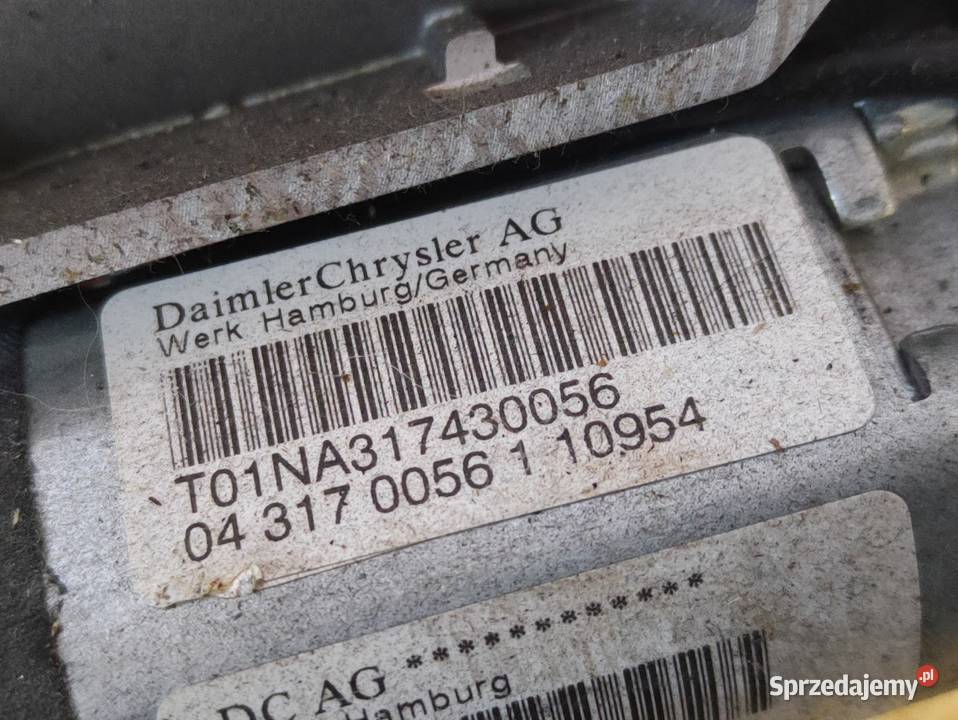 DaimlerChrysler AG
Werk Hamburg/Germany
T01NA317430056
04 317 0056 1 10954
DC AG ************
Hamburg
Sprzedajemy.pl